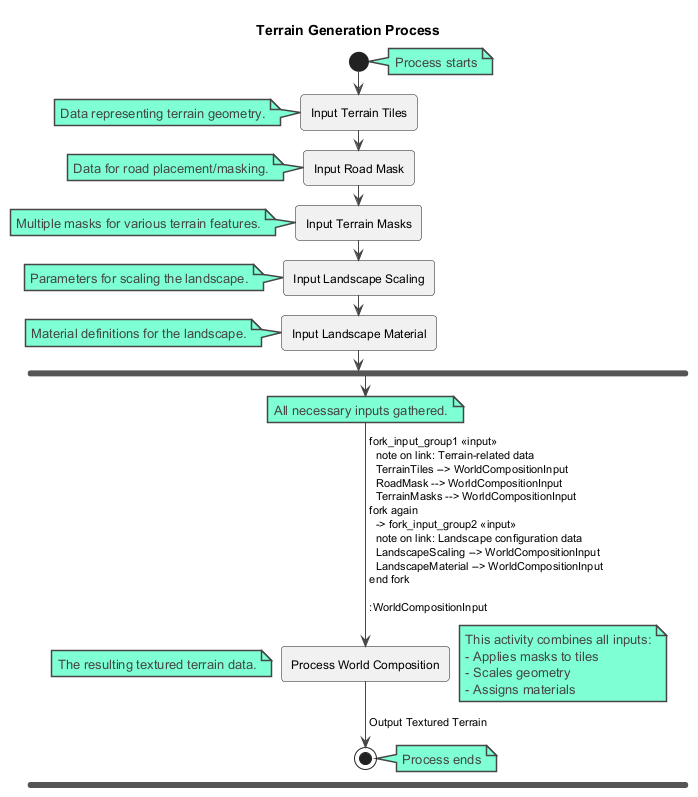 Terrain Generation Process
Process starts
Data representing terrain geometry.
Input Terrain Tiles
Data for road placement/masking.
Input Road Mask
Multiple masks for various terrain features.
Input Terrain Masks
Parameters for scaling the landscape.
Input Landscape Scaling
Material definitions for the landscape.
Input Landscape Material
All necessary inputs gathered.
fork_input_group1 «input»
note on link: Terrain-related data
TerrainTiles --> WorldCompositionInput
RoadMask --> WorldCompositionInput
TerrainMasks --> WorldCompositionInput
fork again
-> fork_input_group2 «input»
note on link: Landscape configuration data
LandscapeScaling --> WorldCompositionInput
LandscapeMaterial --> WorldCompositionInput
end fork
:WorldCompositionInput
The resulting textured terrain data.
Process World Composition
This activity combines all inputs:
- Applies masks to tiles
- Scales geometry
- Assigns materials
Output Textured Terrain
Process ends